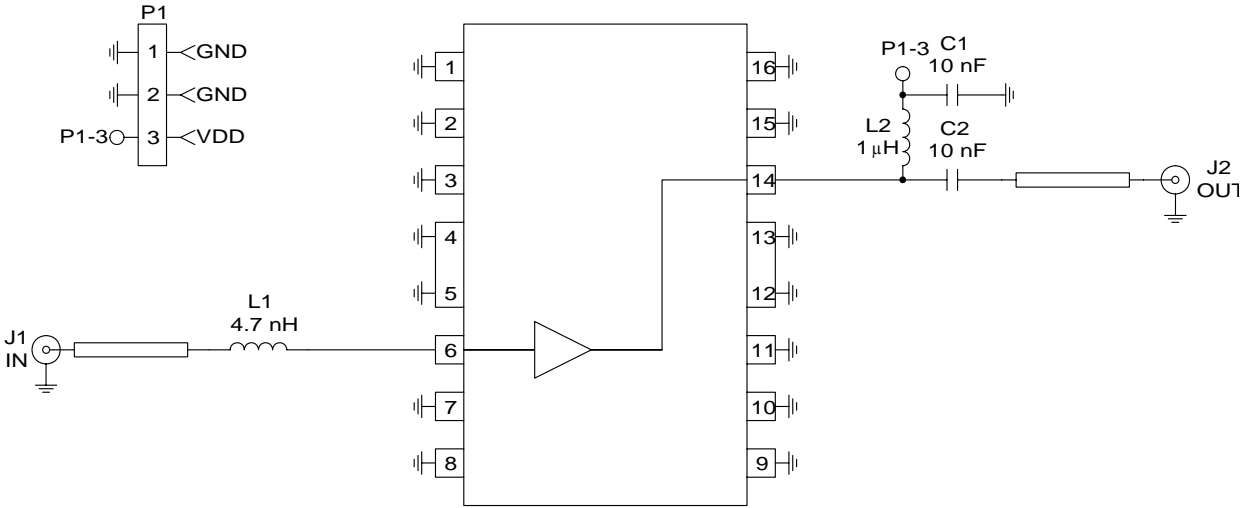 P1
1 GND
2 GND
P1-3 3 VDD
1
2
3
4
5
6
7
8
16
15
14
13
12
11
10
9
P1-3
C1
10 nF
L2
1 μH
C2
10 nF
J2
OUT
L1
4.7 nH
J1
IN